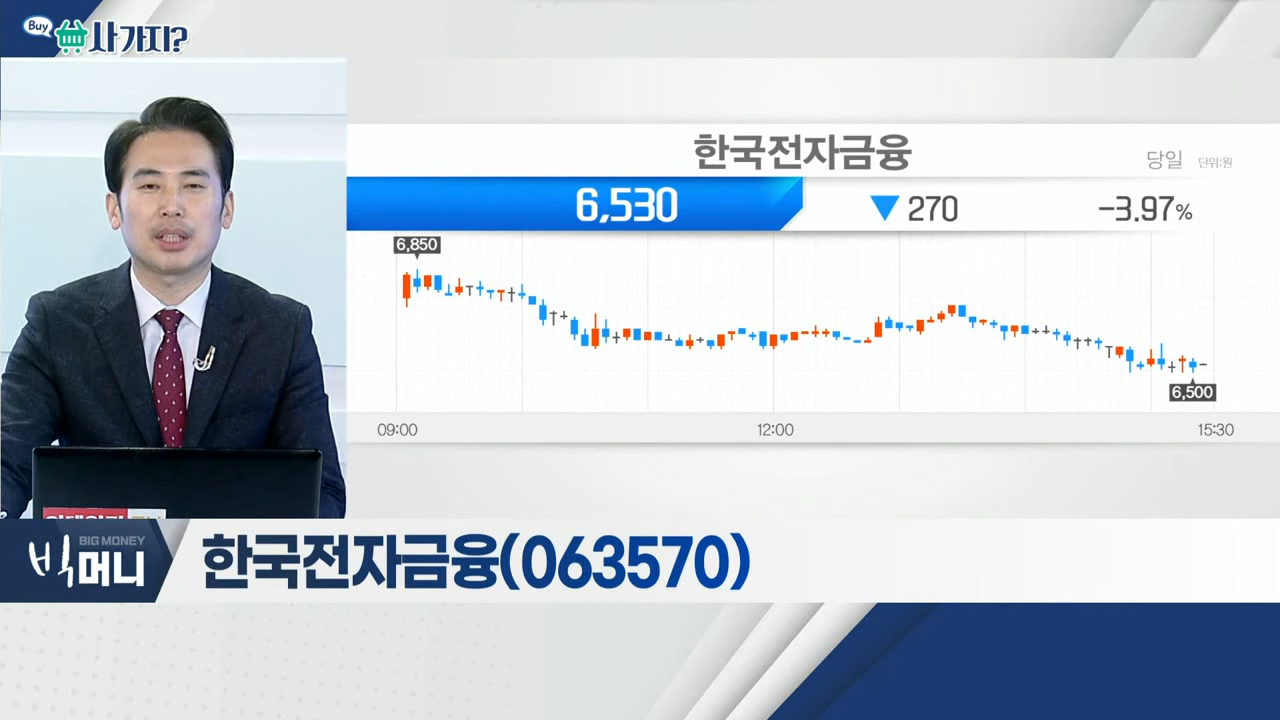 Buy
사가지?
한국전자금융
당일 단위:원
6,530 ▼ 270 -3.97%
6,850
6,500
09:00 12:00 15:30
빅머니
BIG MONEY
한국전자금융(063570)